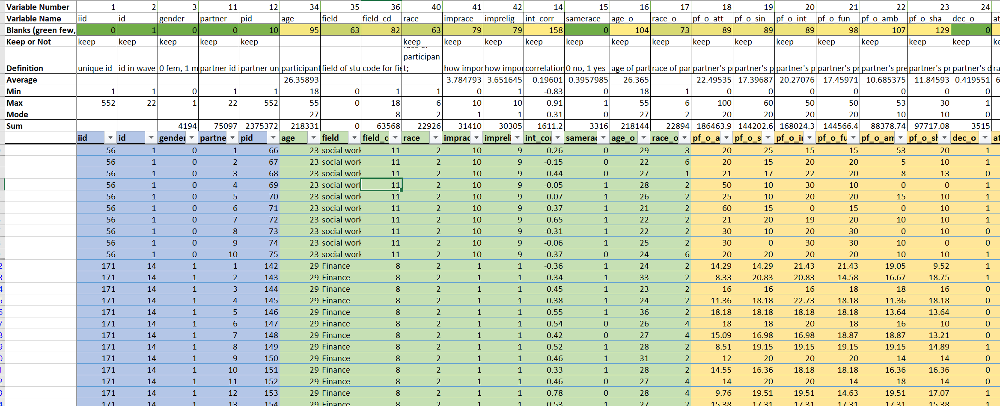 Variable Number 1 2 3 11 12 34 35 36 40 41 42 14 15 16 17 18 19 20 21 22 23 24
Variable Name iid id gender partner pid age field field_cd race imprace imprelig int_corr samerace age_o race_o pf_o_att pf_o_sin pf_o_int pf_o_fun pf_o_amb pf_o_sha dec_o at
Blanks (green few, 0 1 0 0 10 95 63 82 63 79 79 158 0 104 73 89 89 89 98 107 129 0
Keep or Not keep keep keep keep keep keep keep keep keep keep keep keep keep keep keep keep keep keep keep ke
participan
Definition unique id id in wave 0 fem, 1 m partner id partner un participant field of stu code for fie t; how impor how impor correlation 0 no, 1 yes age of part race of par partner's p partner's p partner's p partner's pr partner's pre partner's pr partner's d ra
Average 26.35893 3.784793 3.651645 0.19601 0.3957985 26.365 22.49535 17.39687 20.27076 17.45971 10.685375 11.84593 0.419551 6
Min 1 1 0 1 1 18 0 1 1 0 1 -0.83 0 18 1 0 0 0 0 0 0 0
Max 552 22 1 22 552 55 0 18 6 10 10 0.91 1 55 6 100 60 50 50 53 30 1
Mode 27 8 2 1 1 0.31 0 27 2 20 20 20 20 10 10 0
Sum 4194 75097 2375372 218331 0 63568 22926 31410 30305 1611.2 3316 218144 22894 186463.9 144202.6 168024.3 144566.4 88378.74 97717.08 3515
iid id gender partne pid age field field_c race imprac impreli int_cor samerac age_o race_o pf_o_a pf_o_s pf_o_in pf_o_fu pf_o_am pf_o_sh dec_o at
56 1 0 1 66 23 social work 11 2 10 9 0.26 0 29 3 20 25 15 15 53 20 1
56 1 0 2 67 23 social work 11 2 10 9 -0.15 0 22 6 20 15 20 20 5 10 1
56 1 0 3 68 23 social work 11 2 10 9 0.44 0 27 1 21 17 22 20 8 13 0
56 1 0 4 69 23 social work 11 2 10 9 -0.05 1 28 2 50 10 30 10 0 0 1
56 1 0 5 70 23 social work 11 2 10 9 0.07 1 26 2 25 10 20 20 15 10 1
56 1 0 6 71 23 social work 11 2 10 9 -0.37 1 21 2 60 15 0 15 0 10 1
56 1 0 7 72 23 social work 11 2 10 9 0.65 1 22 2 21 20 19 20 10 10 1
56 1 0 8 73 23 social work 11 2 10 9 -0.31 1 22 2 30 10 20 30 0 10 0
56 1 0 9 74 23 social work 11 2 10 9 -0.06 1 25 2 30 0 30 30 10 0 0
56 1 0 10 75 23 social work 11 2 10 9 0.37 0 24 6 20 20 20 20 10 10 1
171 14 1 1 142 29 Finance 8 2 1 1 -0.36 1 24 2 14.29 14.29 21.43 21.43 19.05 9.52 1
171 14 1 2 143 29 Finance 8 2 1 1 0.34 1 33 2 8.33 20.83 20.83 14.58 16.67 18.75 1
171 14 1 3 144 29 Finance 8 2 1 1 0.45 1 23 2 16 16 16 18 18 16 0
171 14 1 4 145 29 Finance 8 2 1 1 0.38 1 24 2 11.36 18.18 22.73 18.18 11.36 18.18 0
171 14 1 5 146 29 Finance 8 2 1 1 0.55 1 36 2 18.18 18.18 18.18 18.18 13.64 13.64 0
171 14 1 6 147 29 Finance 8 2 1 1 0.54 0 26 4 18 18 20 18 16 10 0
171 14 1 7 148 29 Finance 8 2 1 1 0.42 0 27 4 15.09 16.98 16.98 18.87 18.87 13.21 0
171 14 1 8 149 29 Finance 8 2 1 1 0.52 1 28 2 8.51 19.15 19.15 19.15 19.15 14.89 1
171 14 1 9 150 29 Finance 8 2 1 1 0.46 1 31 2 12 20 20 20 14 14 0
171 14 1 10 151 29 Finance 8 2 1 1 0.33 1 28 2 14.55 16.36 18.18 18.18 16.36 16.36 0
171 14 1 11 152 29 Finance 8 2 1 1 0.46 0 27 4 14 20 20 14 18 14 0
171 14 1 12 153 29 Finance 8 2 1 1 0.78 0 28 4 9.76 19.51 19.51 14.63 19.51 17.07 1
171 14 1 13 154 29 Finance 8 2 1 1 0.53 1 27 2 15.38 17.31 17.31 17.31 17.31 15.38 0